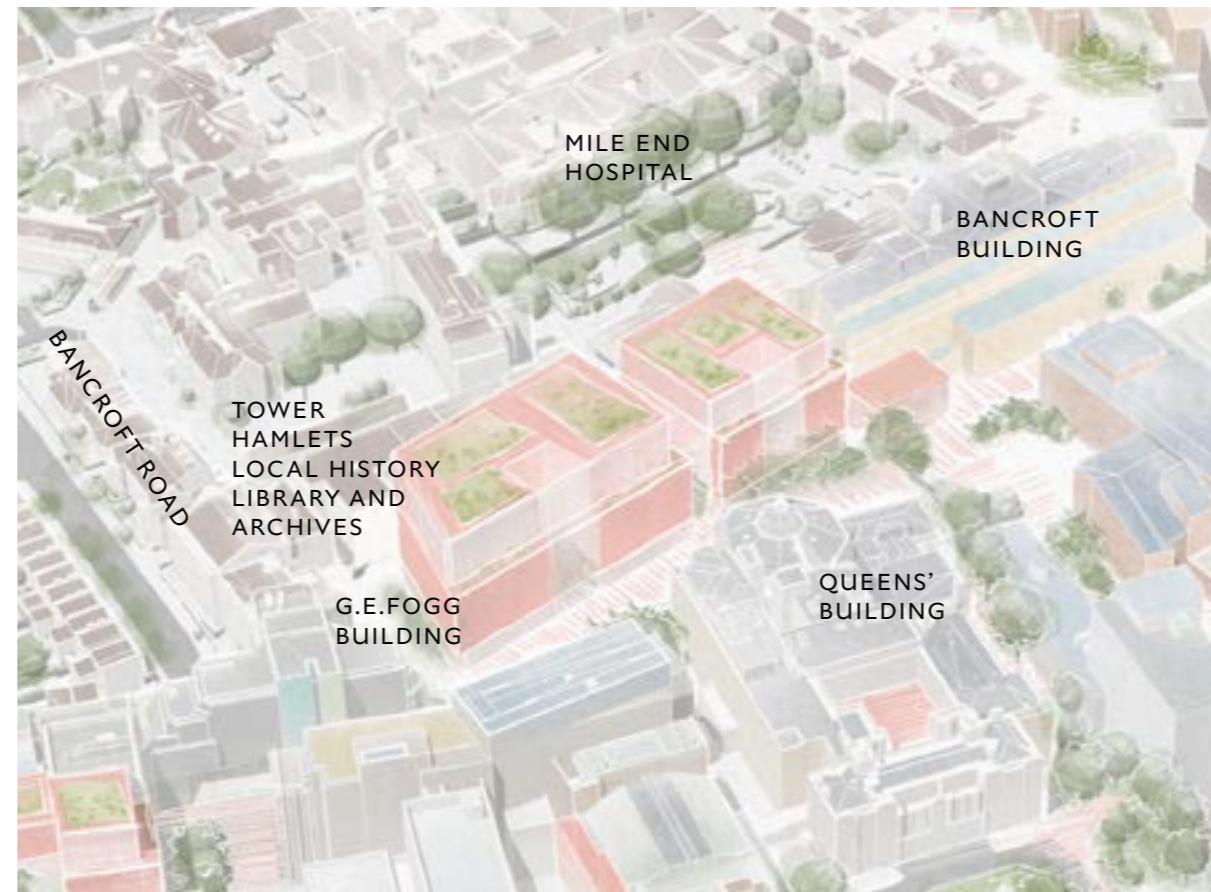 MILE END
HOSPITAL
BANCROFT
BUILDING
BANCROFT ROAD
TOWER
HAMLETS
LOCAL HISTORY
LIBRARY AND
ARCHIVES
G.E.FOGG
BUILDING
QUEENS’
BUILDING